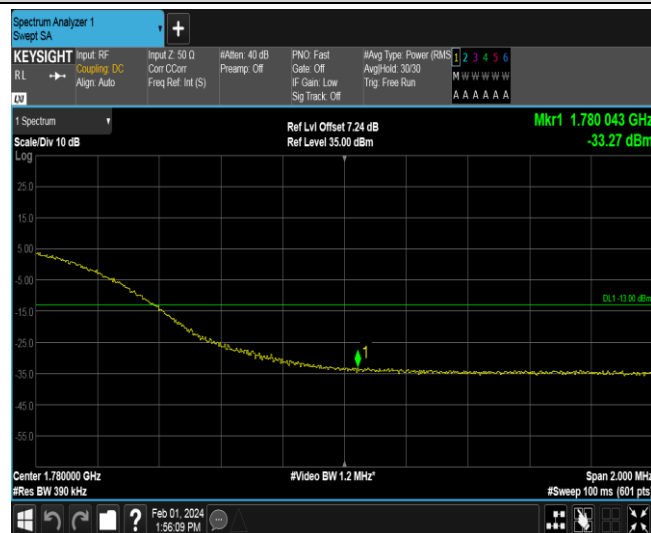 Spectrum Analyzer 1
Swept SA
+
KEYSIGHT
RL
LXI
Input: RF
Coupling: DC
Align: Auto
Input Z: 50 Ω
Corr CCorr
Freq Ref: Int (S)
#Atten: 40 dB
Preamp: Off
PNO: Fast
Gate: Off
IF Gain: Low
Sig Track: Off
#Avg Type: Power (RMS
Avg|Hold: 30/30
Trig: Free Run
1 2 3 4 5 6
M W W W W W
A A A A A A
1 Spectrum
Scale/Div 10 dB
Log
Ref Lvl Offset 7.24 dB
Ref Level 35.00 dBm
Mkr1 1.780 043 GHz
-33.27 dBm
25.0
15.0
5.00
-5.00
DL1 -13.00 dBm
-15.0
-25.0
1
-35.0
-45.0
-55.0
Center 1.780000 GHz
#Res BW 390 kHz
#Video BW 1.2 MHz*
Span 2.000 MHz
#Sweep 100 ms (601 pts)
?
Feb 01, 2024
1:56:09 PM